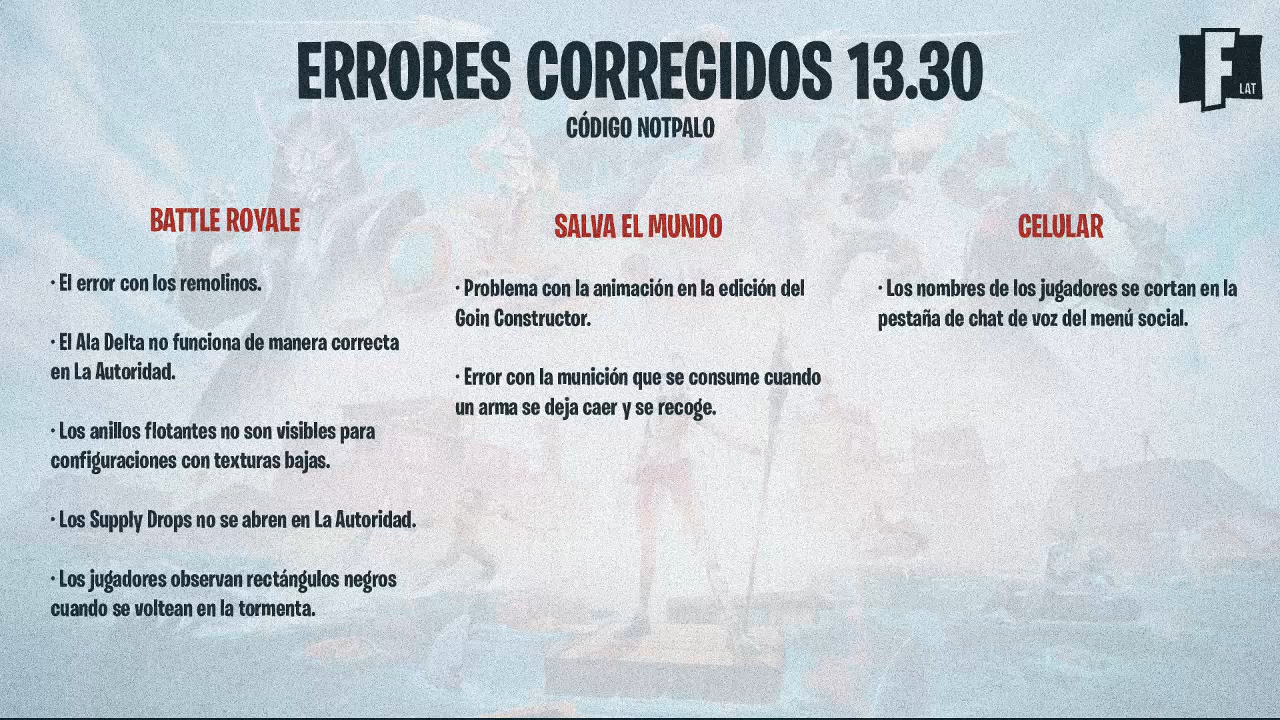 ERRORES CORREGIDOS 13.30
CÓDIGO NOTPALO
F
LAT
BATTLE ROYALE
· El error con los remolinos.
· El Ala Delta no funciona de manera correcta
en La Autoridad.
· Los anillos flotantes no son visibles para
configuraciones con texturas bajas.
· Los Supply Drops no se abren en La Autoridad.
· Los jugadores observan rectángulos negros
cuando se voltean en la tormenta.
SALVA EL MUNDO
· Problema con la animación en la edición del
Goin Constructor.
· Error con la munición que se consume cuando
un arma se deja caer y se recoge.
CELULAR
· Los nombres de los jugadores se cortan en la
pestaña de chat de voz del menú social.